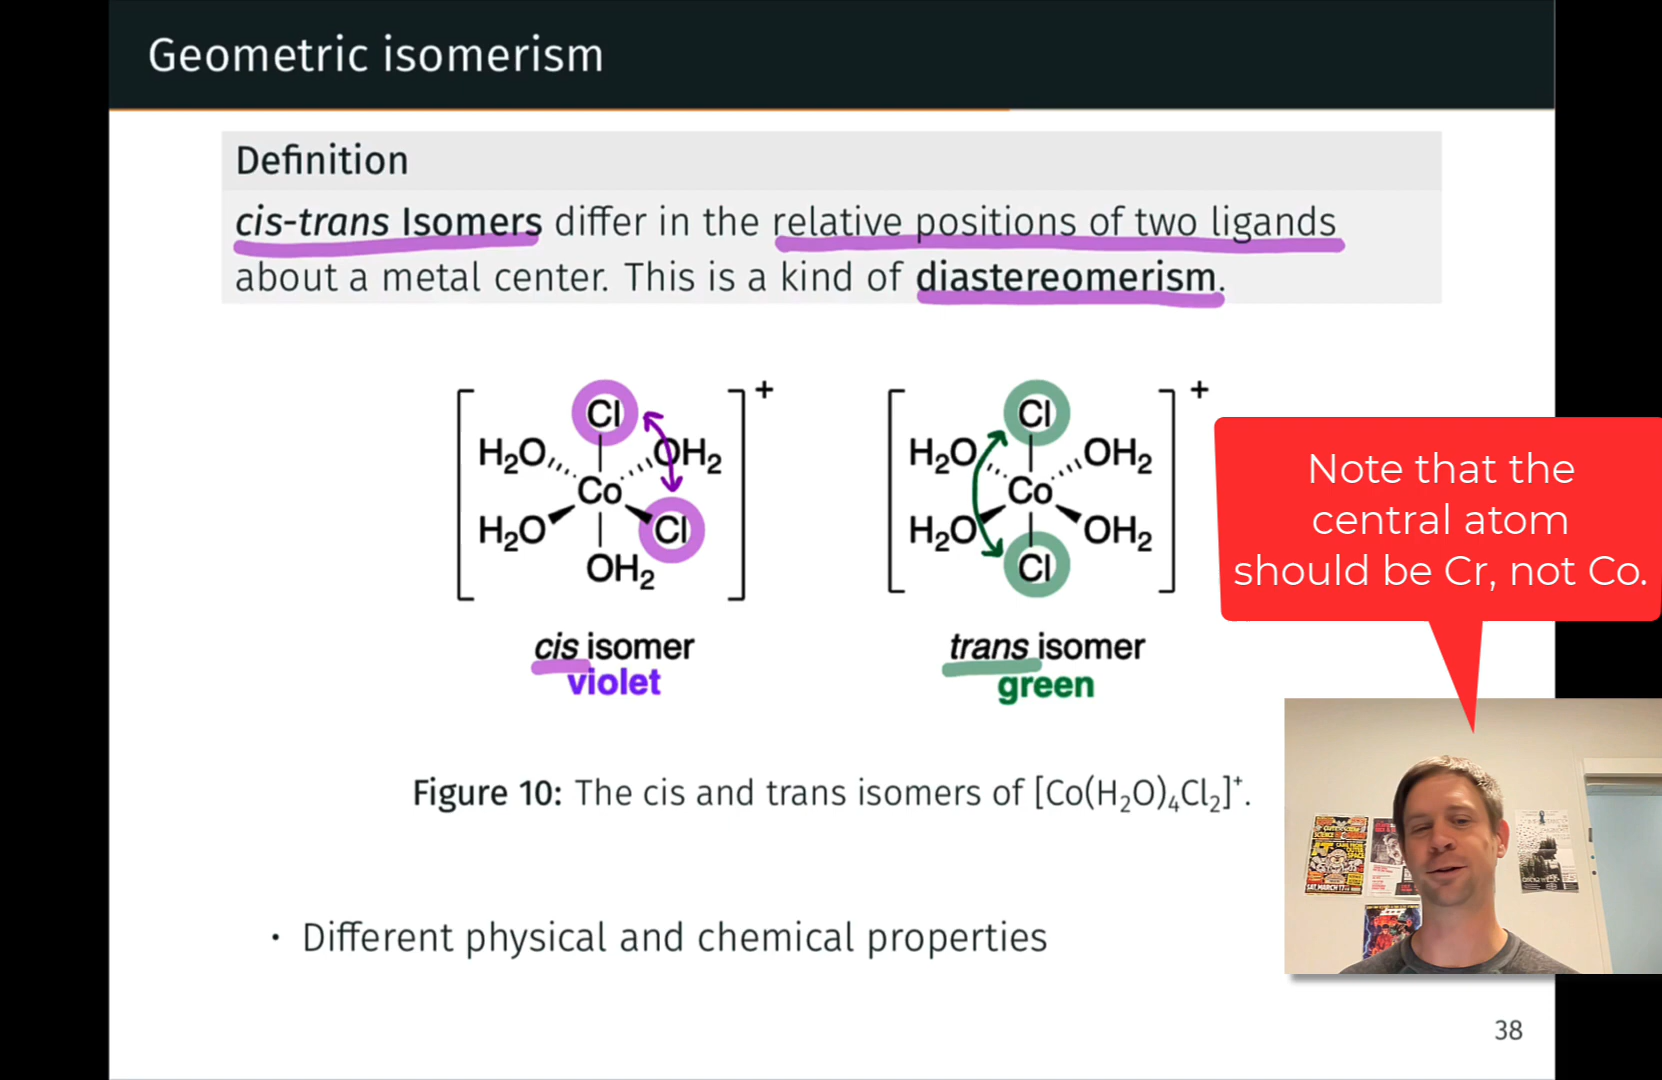 Geometric isomerism
Definition
cis-trans Isomers differ in the relative positions of two ligands
about a metal center. This is a kind of diastereomerism.
[ Cl ]+
H₂O OH₂
Co
H₂O Cl
OH₂
cis isomer
violet
[ Cl ]+
H₂O OH₂
Co
H₂O OH₂
Cl
trans isomer
green
Note that the
central atom
should be Cr, not Co.
Figure 10: The cis and trans isomers of [Co(H₂O)₄Cl₂]⁺.
• Different physical and chemical properties
38